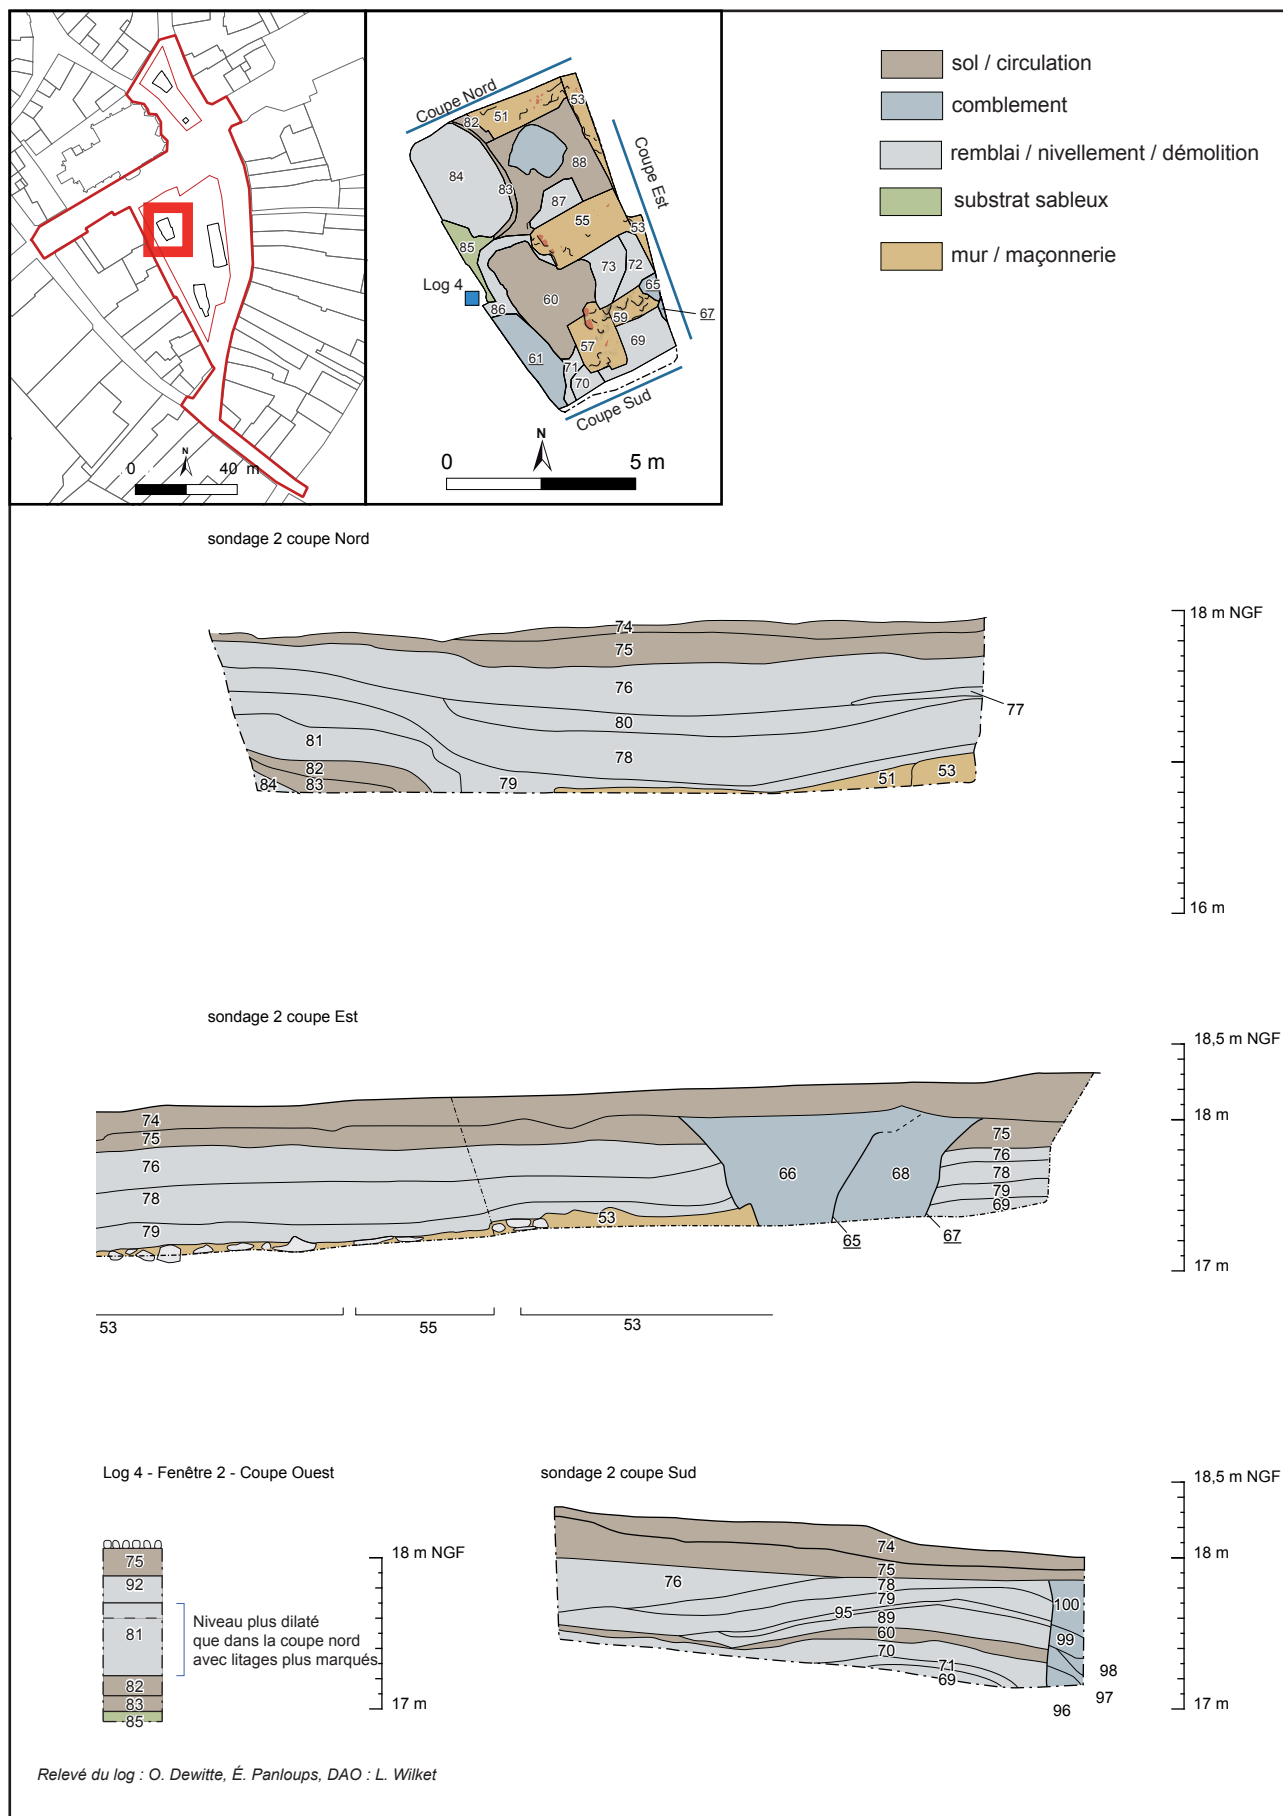 N
0 40 m
Coupe Nord
53
51
82
88
84
83
87
Coupe Est
55
53
85
73
72
Log 4
65
60
86
59
67
57
69
61
71
70
Coupe Sud
N
0 5 m
sol / circulation
comblement
remblai / nivellement / démolition
substrat sableux
mur / maçonnerie
sondage 2 coupe Nord
18 m NGF
74
75
76
77
80
81
78
82
84 83 79 51 53
16 m
sondage 2 coupe Est
18,5 m NGF
74
18 m
75
75
76
76
66 68 78
78
79
69
53
79
65 67
17 m
53 55 53
Log 4 - Fenêtre 2 - Coupe Ouest
sondage 2 coupe Sud
18,5 m NGF
18 m NGF
75
92
81
82
83
85
17 m
Niveau plus dilaté
que dans la coupe nord
avec litages plus marqués
74
18 m
75
76
78
79
95
89
60
70
71
69
100
99
98
97
96
17 m
Relevé du log : O. Dewitte, É. Panloups, DAO : L. Wilket